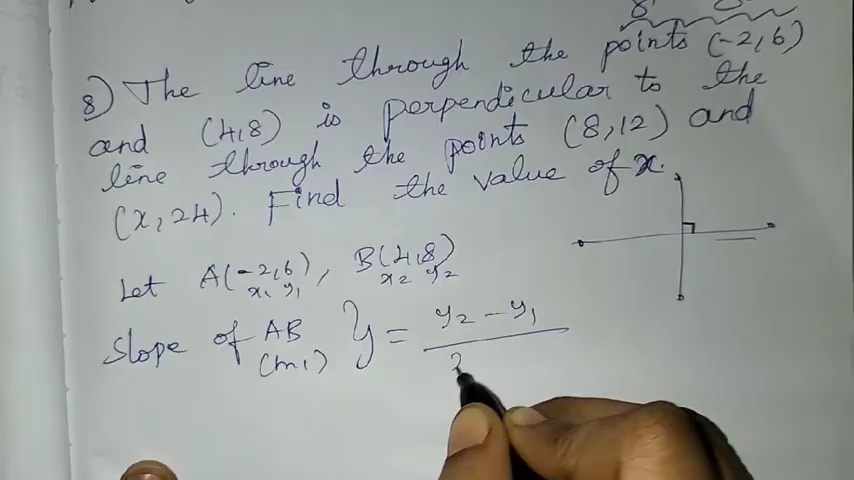 8) The line through the points (-2,6)
and (4,8) is perpendicular to the
line through the points (8,12) and
(x,24). Find the value of x.
Let A(-2,6), B(4,8)
x1 y1 x2 y2
Slope of AB } = y2 - y1
(m1)